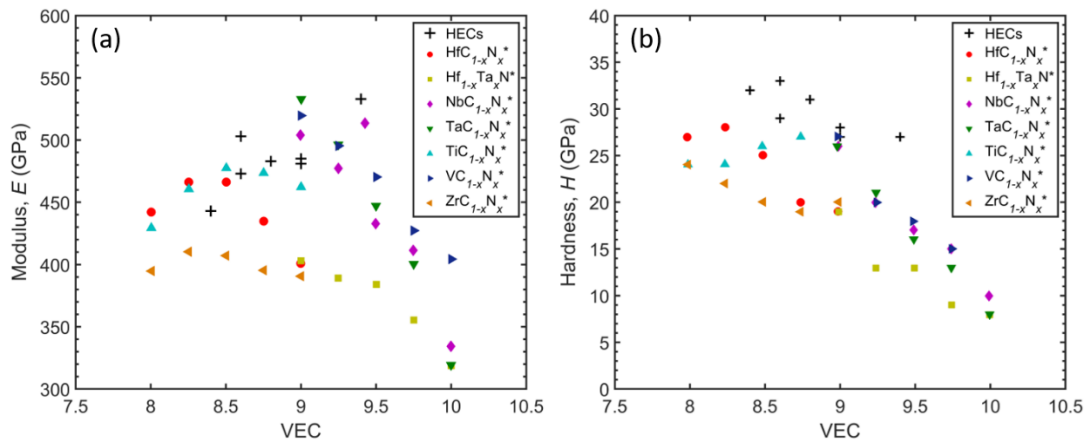 (a)
Modulus, E (GPa)
600
550
500
450
400
350
300
7.5 8 8.5 9 9.5 10 10.5
VEC
HECs
HfC1-xNx*
Hf1-xTaxN*
NbC1-xNx*
TaC1-xNx*
TiC1-xNx*
VC1-xNx*
ZrC1-xNx*
(b)
Hardness, H (GPa)
40
35
30
25
20
15
10
5
0
7.5 8 8.5 9 9.5 10 10.5
VEC
HECs
HfC1-xNx*
Hf1-xTaxN*
NbC1-xNx*
TaC1-xNx*
TiC1-xNx*
VC1-xNx*
ZrC1-xNx*